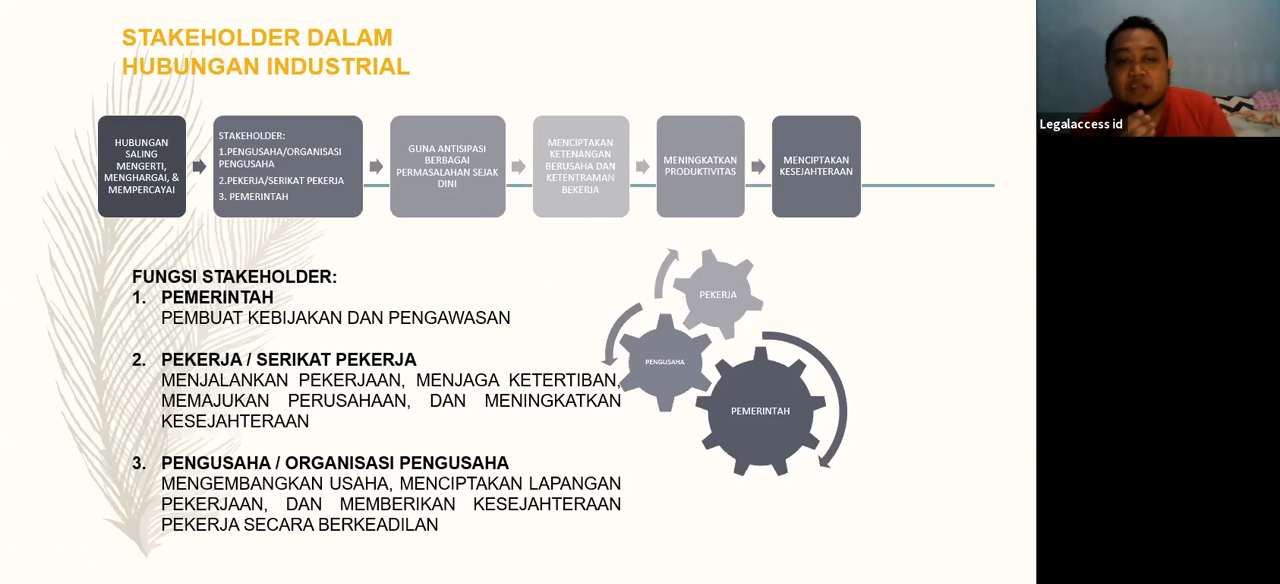 STAKEHOLDER DALAM
HUBUNGAN INDUSTRIAL
HUBUNGAN
SALING
MENGERTI,
MENGHARGAI, &
MEMPERCAYAI
STAKEHOLDER:
1.PENGUSAHA/ORGANISASI
PENGUSAHA
2.PEKERJA/SERIKAT PEKERJA
3. PEMERINTAH
GUNA ANTISIPASI
BERBAGAI
PERMASALAHAN SEJAK
DINI
MENCIPTAKAN
KETENANGAN
BERUSAHA DAN
KETENTRAMAN
BEKERJA
MENINGKATKAN
PRODUKTIVITAS
MENCIPTAKAN
KESEJAHTERAAN
FUNGSI STAKEHOLDER:
1. PEMERINTAH
PEMBUAT KEBIJAKAN DAN PENGAWASAN
2. PEKERJA / SERIKAT PEKERJA
MENJALANKAN PEKERJAAN, MENJAGA KETERTIBAN,
MEMAJUKAN PERUSAHAAN, DAN MENINGKATKAN
KESEJAHTERAAN
3. PENGUSAHA / ORGANISASI PENGUSAHA
MENGEMBANGKAN USAHA, MENCIPTAKAN LAPANGAN
PEKERJAAN, DAN MEMBERIKAN KESEJAHTERAAN
PEKERJA SECARA BERKEADILAN
PEKERJA
PENGUSAHA
PEMERINTAH
Legalaccess id